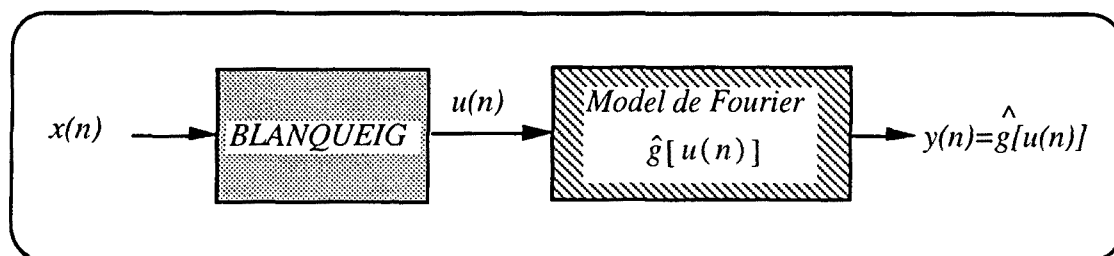 x(n)
BLANQUEIG
u(n)
Model de Fourier
ĝ[u(n)]
y(n)=ĝ[u(n)]